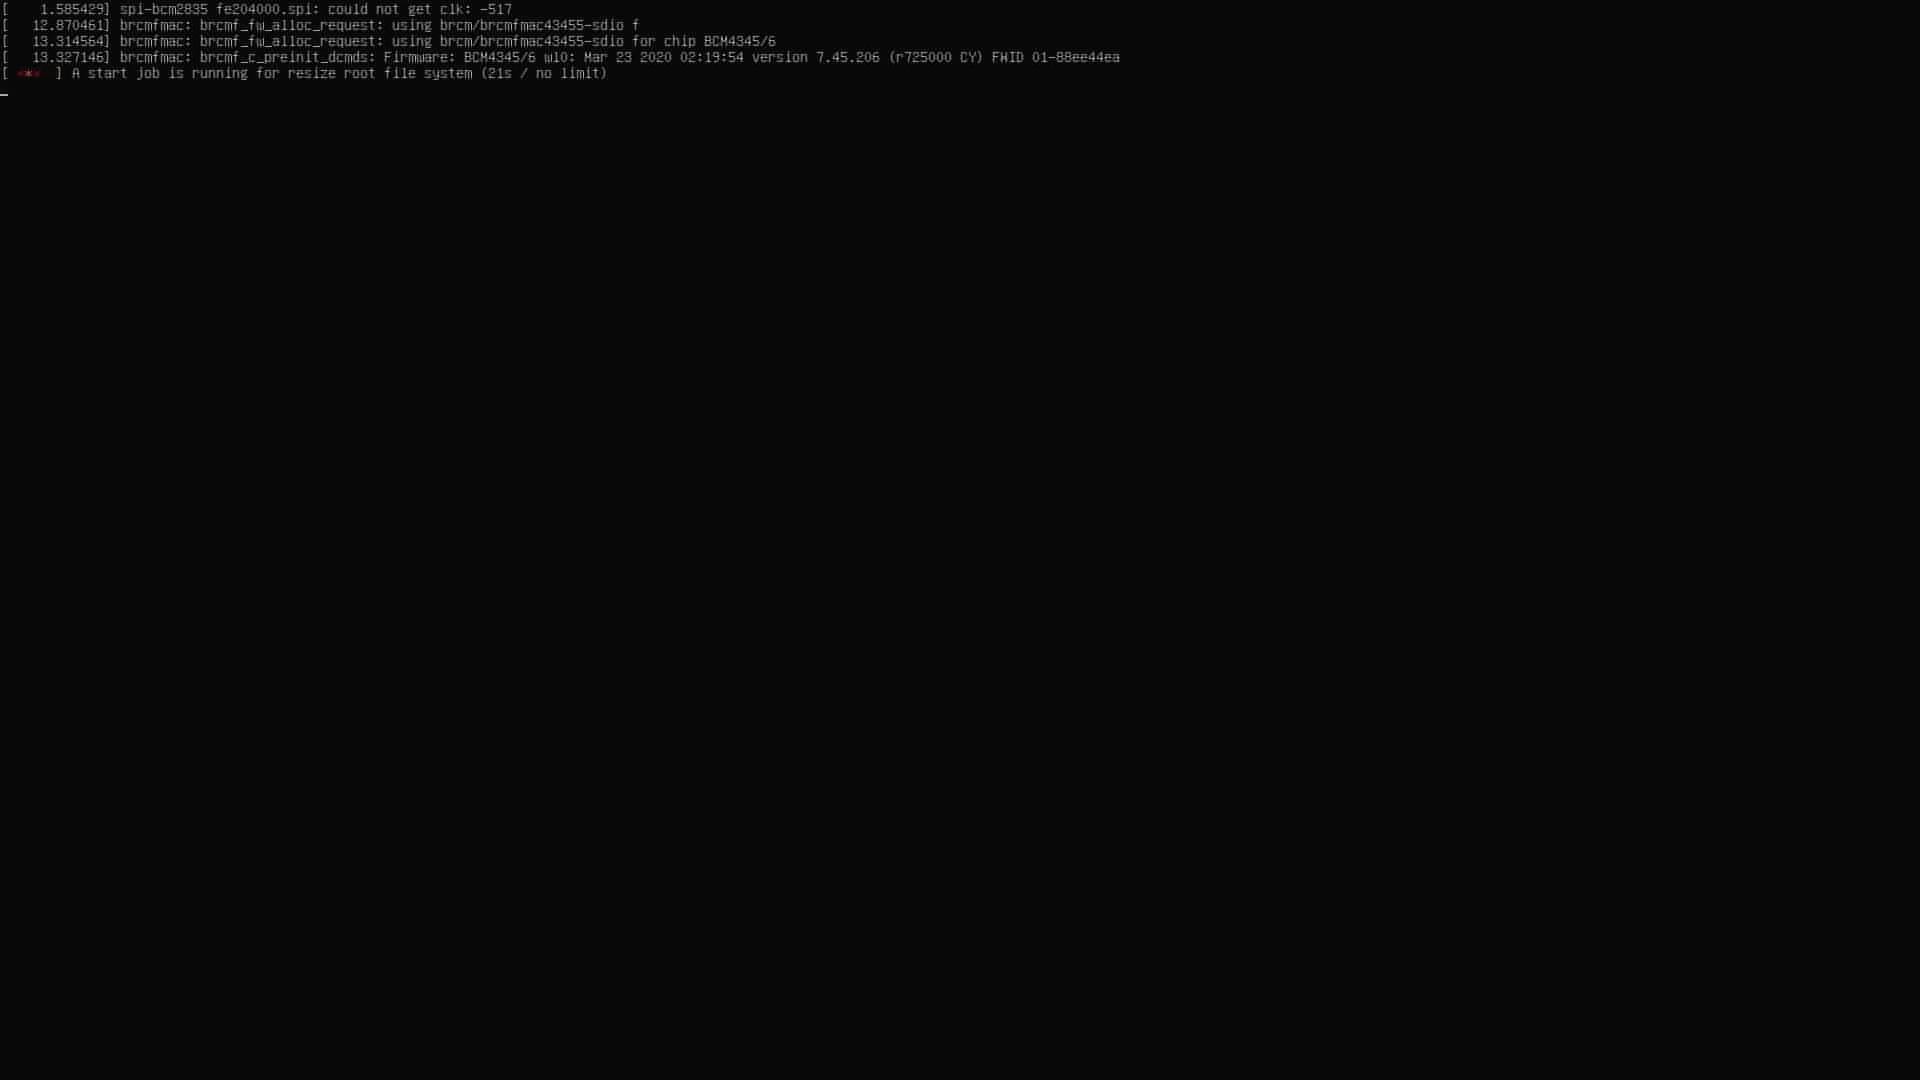 [    1.585429] spi-bcm2835 fe204000.spi: could not get clk: -517
[   12.870461] brcmfmac: brcmf_fw_alloc_request: using brcm/brcmfmac43455-sdio f
[   13.314564] brcmfmac: brcmf_fw_alloc_request: using brcm/brcmfmac43455-sdio for chip BCM4345/6
[   13.327146] brcmfmac: brcmf_c_preinit_dcmds: Firmware: BCM4345/6 wl0: Mar 23 2020 02:19:54 version 7.45.206 (r725000 CY) FWID 01-88ee44ea
[ ***  ] A start job is running for resize root file system (21s / no limit)